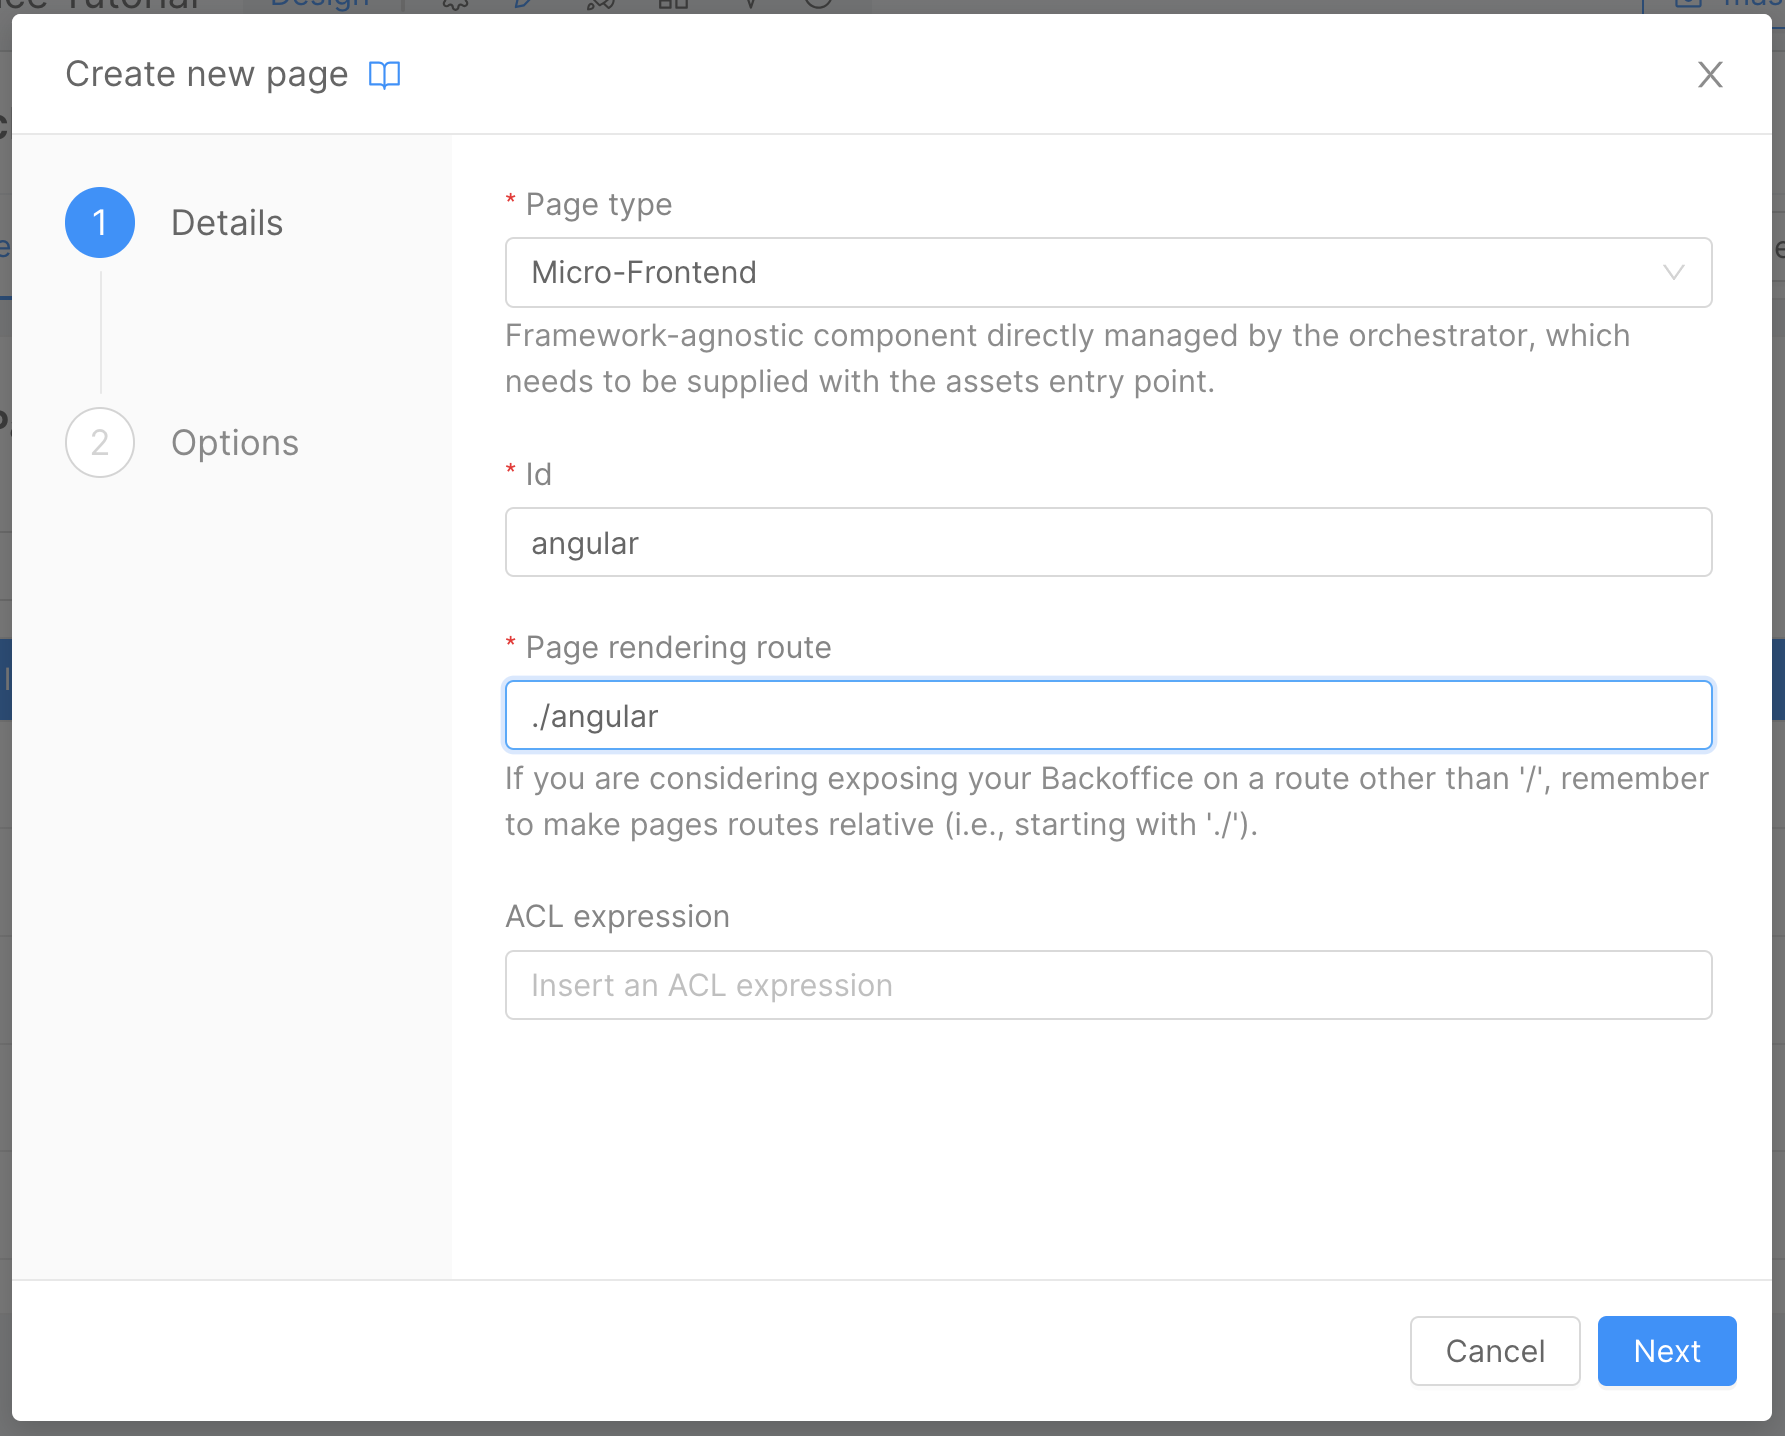 Tutorial Design
Create new page
1 Details
2 Options
* Page type
Micro-Frontend
Framework-agnostic component directly managed by the orchestrator, which
needs to be supplied with the assets entry point.
* Id
angular
* Page rendering route
./angular
If you are considering exposing your Backoffice on a route other than '/', remember
to make pages routes relative (i.e., starting with './').
ACL expression
Insert an ACL expression
Cancel Next